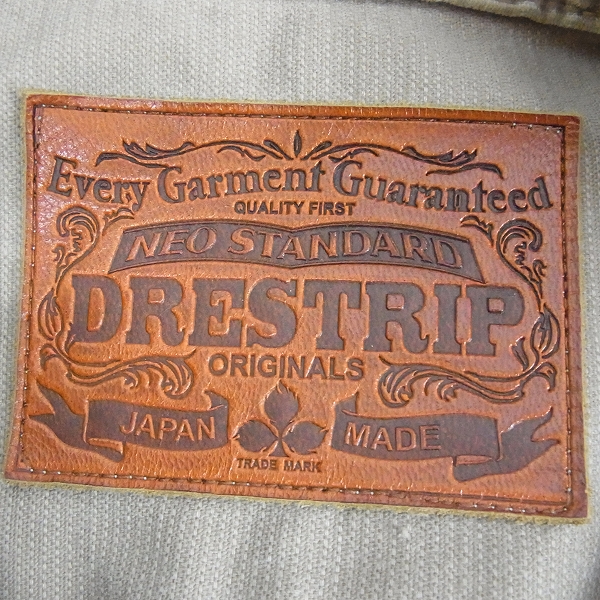 Every Garment Guaranteed
QUALITY FIRST
NEO STANDARD
DRESTRIP
ORIGINALS
JAPAN MADE
TRADE MARK